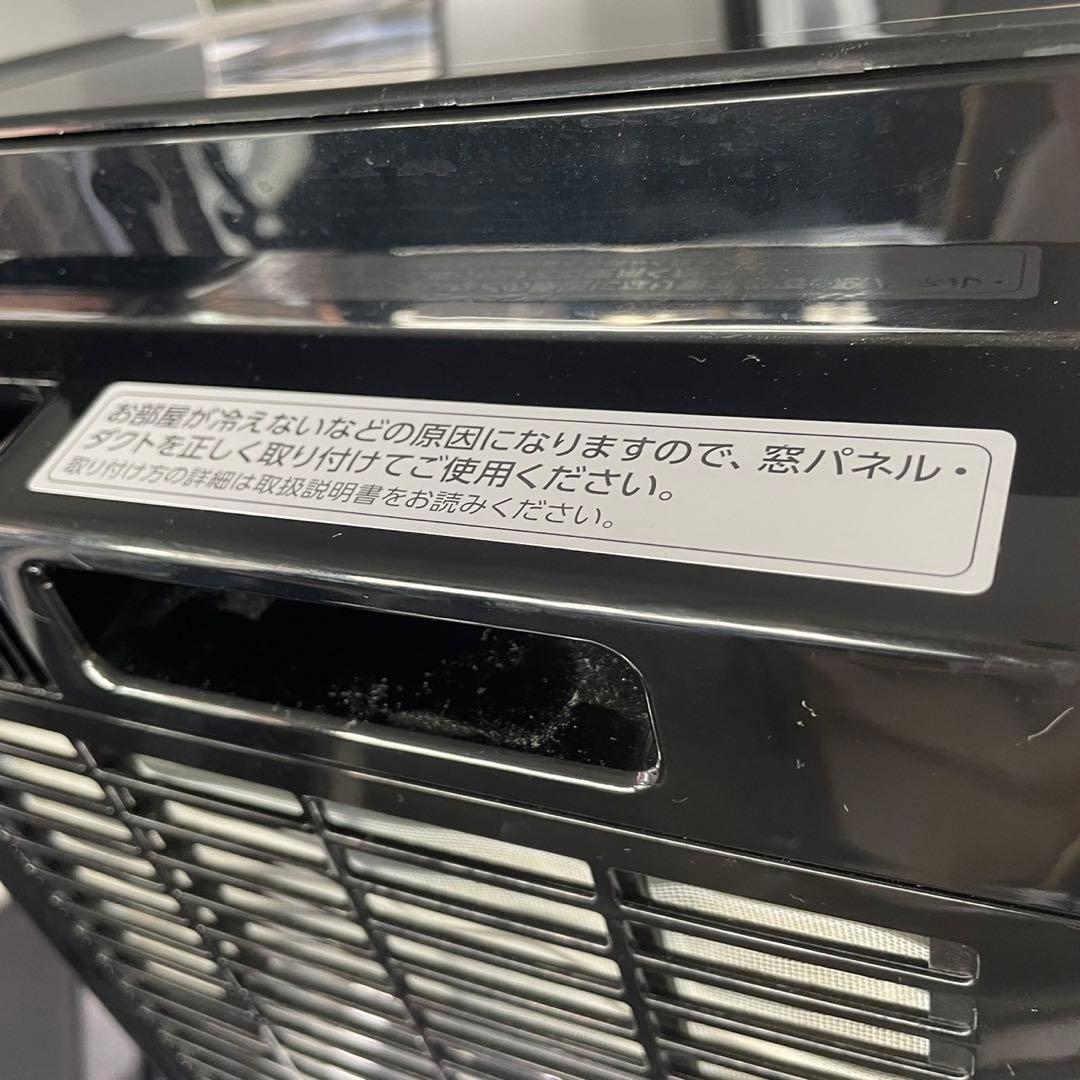 お部屋が冷えないなどの原因になりますので、窓パネル・
ダクトを正しく取り付けてご使用ください。
取り付け方の詳細は取扱説明書をお読みください。